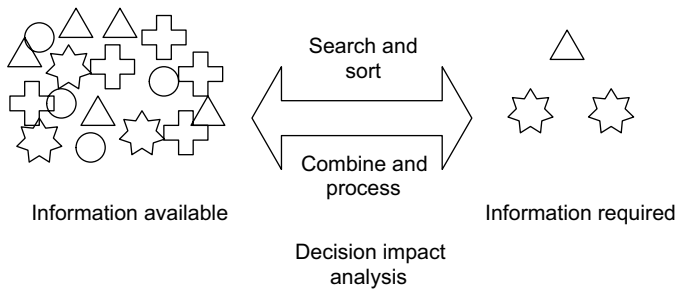 Search and
sort
Combine and
process
Information available
Information required
Decision impact
analysis